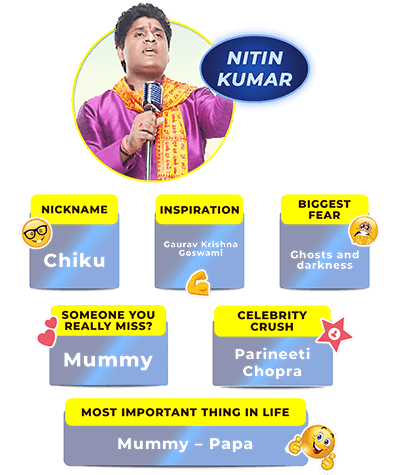 NITIN
KUMAR
NICKNAME
Chiku
INSPIRATION
Gaurav Krishna
Goswami
BIGGEST
FEAR
Ghosts and
darkness
SOMEONE YOU
REALLY MISS?
Mummy
CELEBRITY
CRUSH
Parineeti
Chopra
MOST IMPORTANT THING IN LIFE
Mummy – Papa